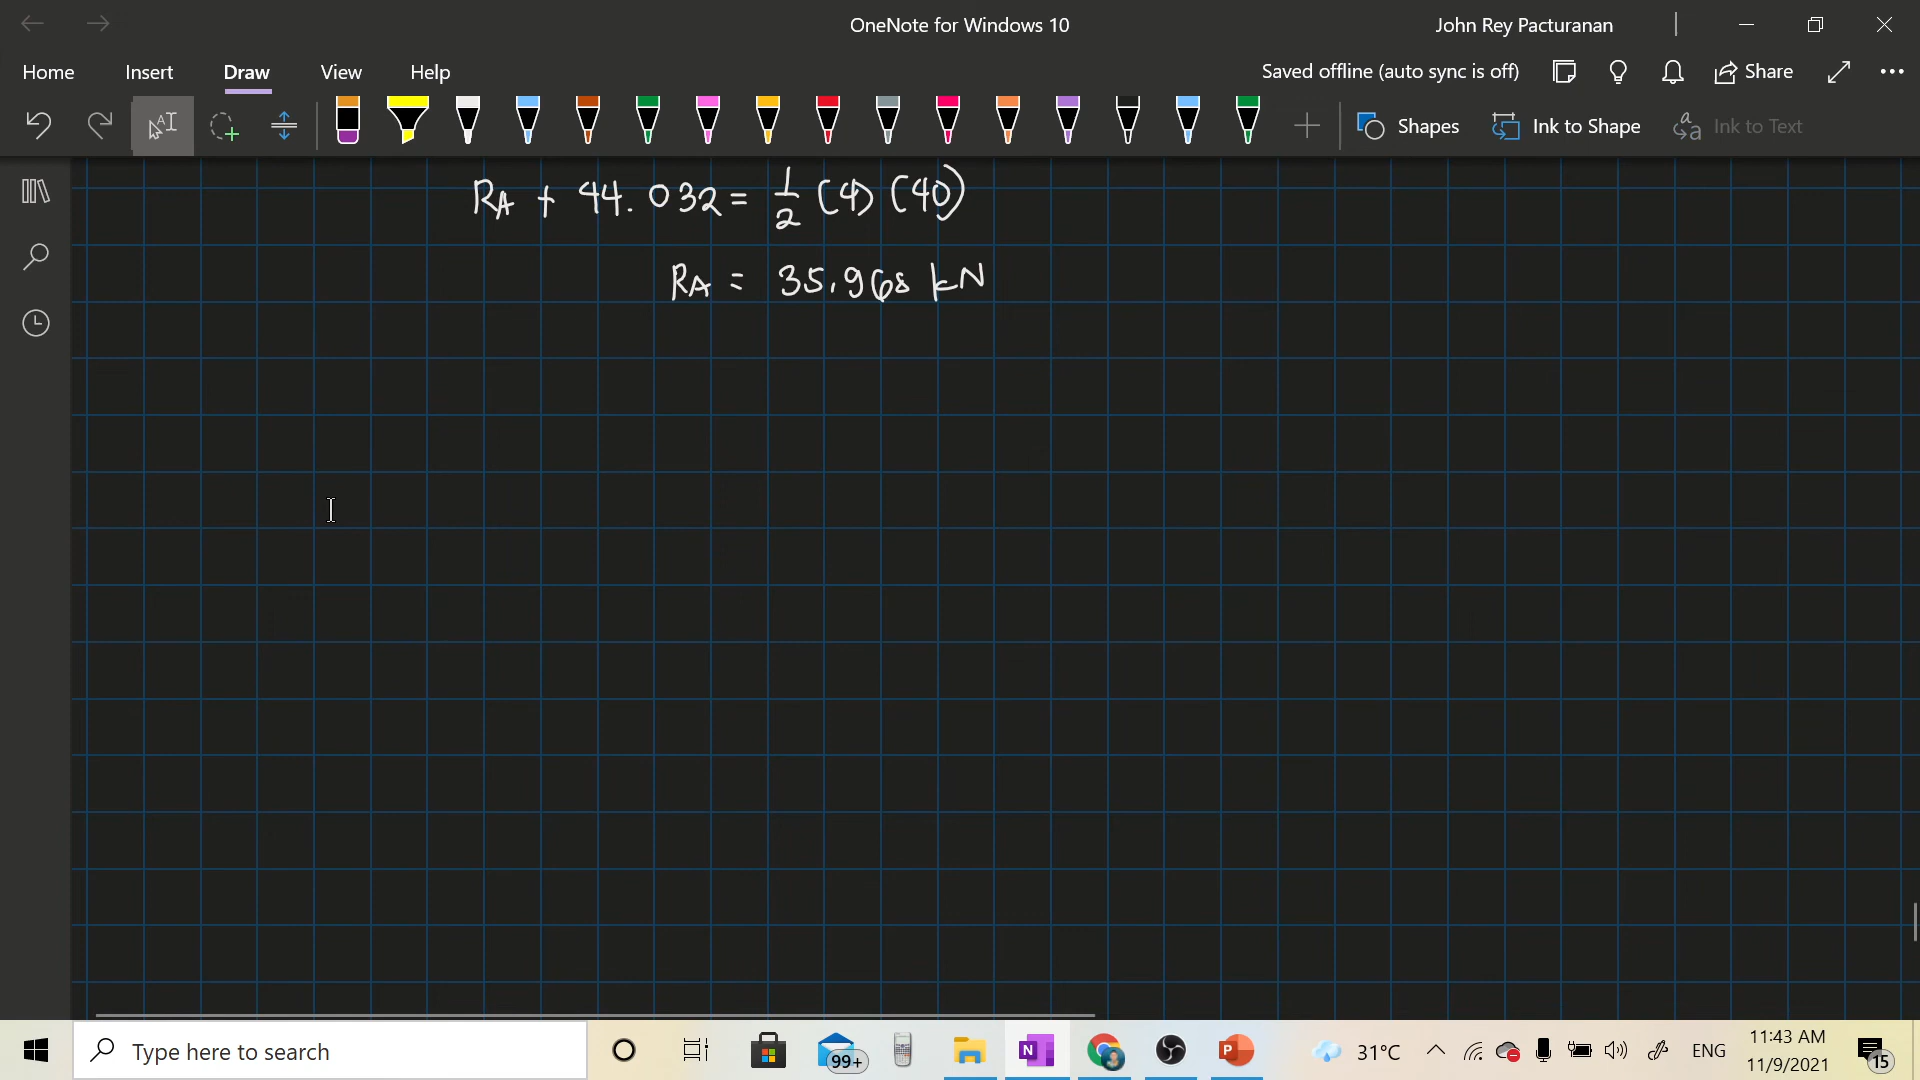 OneNote for Windows 10
John Rey Pacturanan
Home Insert Draw View Help
Saved offline (auto sync is off)
Share
Shapes
Ink to Shape
Ink to Text
RA + 44.032 = 1/2 (4) (40)
RA = 35.968 kN
Type here to search
99+
31°C
ENG
11:43 AM
11/9/2021
15